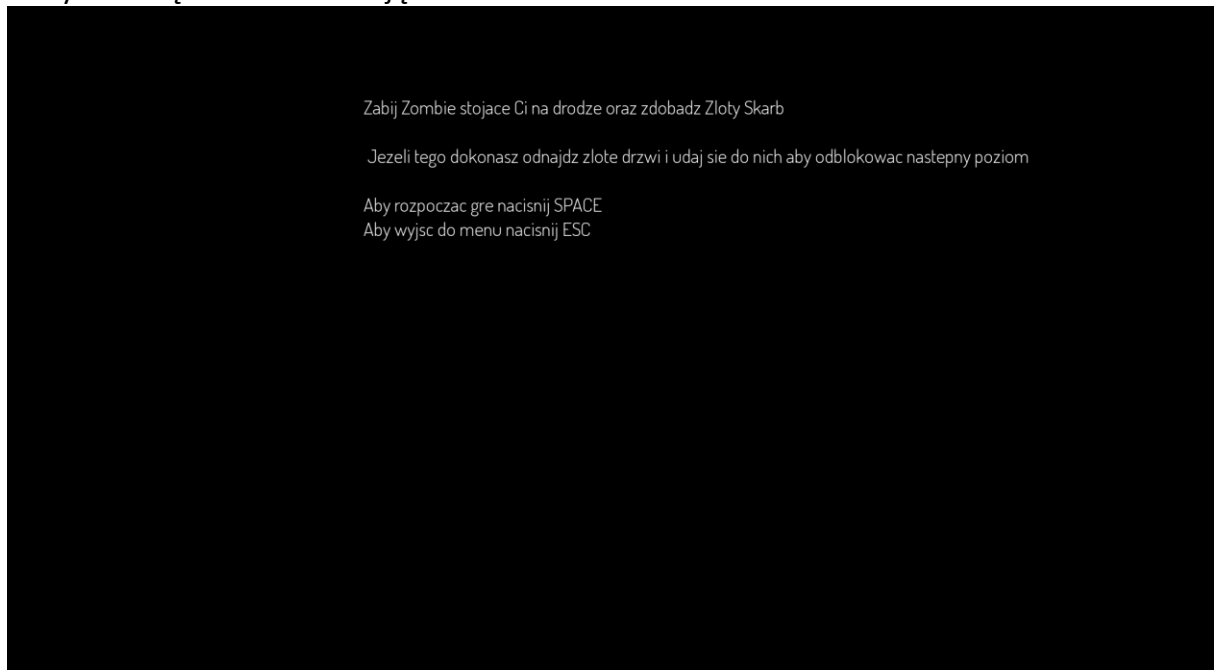 Zabij Zombie stojace Ci na drodze oraz zdobadz Zloty Skarb
Jezeli tego dokonasz odnajdz zlote drzwi i udaj sie do nich aby odblokowac nastepny poziom
Aby rozpoczac gre nacisnij SPACE
Aby wyjsc do menu nacisnij ESC